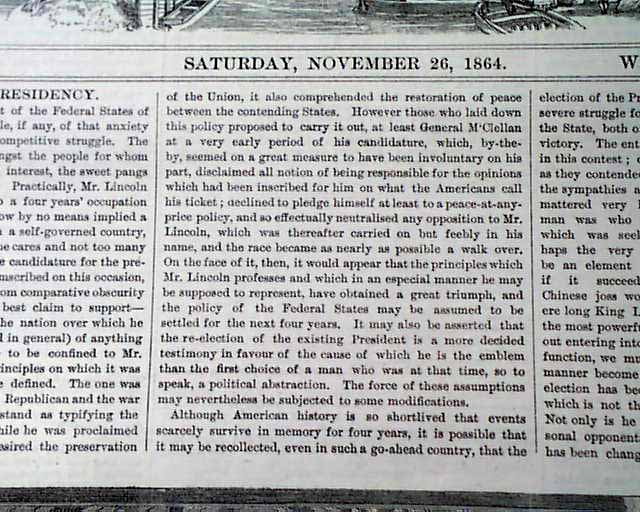 SATURDAY, NOVEMBER 26, 1864.
W
RESIDENCY.
t of the Federal States of
le, if any, of that anxiety
ompetitive struggle. The
ngst the people for whom
interest, the sweet pangs
Practically, Mr. Lincoln
o a four years' occupation
ow by no means implied a
a self-governed country,
e cares and not too many
e candidature for the pre-
mscribed on this occasion,
om comparative obscurity
best claim to support—
he nation over which he
l in general) of anything
to be confined to Mr.
inciples on which it was
e defined. The one was
Republican and the war
stand as typifying the
hile he was proclaimed
esired the preservation
of the Union, it also comprehended the restoration of peace
between the contending States. However those who laid down
this policy proposed to carry it out, at least General M'Clellan
at a very early period of his candidature, which, by-the-
by, seemed on a great measure to have been involuntary on his
part, disclaimed all notion of being responsible for the opinions
which had been inscribed for him on what the Americans call
his ticket; declined to pledge himself at least to a peace-at-any-
price policy, and so effectually neutralised any opposition to Mr.
Lincoln, which was thereafter carried on but feebly in his
name, and the race became as nearly as possible a walk over.
On the face of it, then, it would appear that the principles which
Mr. Lincoln professes and which in an especial manner he may
be supposed to represent, have obtained a great triumph, and
the policy of the Federal States may be assumed to be
settled for the next four years. It may also be asserted that
the re-election of the existing President is a more decided
testimony in favour of the cause of which he is the emblem
than the first choice of a man who was at that time, so to
speak, a political abstraction. The force of these assumptions
may nevertheless be subjected to some modifications.
Although American history is so shortlived that events
scarcely survive in memory for four years, it is possible that
it may be recollected, even in such a go-ahead country, that the
election of the Pr
severe struggle fo
the State, both o
victory. The ent
in this contest;
as they contended
the sympathies
mattered very l
man was who
which was seek
haps the very
be an element
if it succeed
Chinese joss w
ere long King L
the most powerfu
out entering into
function, we mu
manner become
election has bee
which is not th
Not only is he
sonal opponent
has been chang